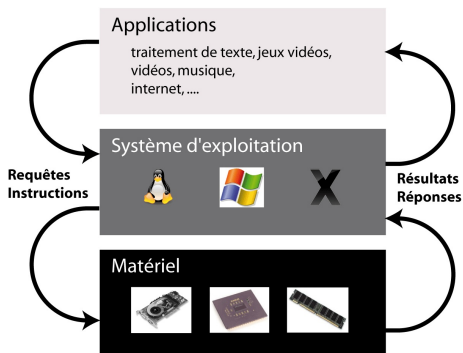 Applications
traitement de texte, jeux vidéos,
vidéos, musique,
internet, ....
Système d'exploitation
Requêtes
Instructions
Résultats
Réponses
Matériel